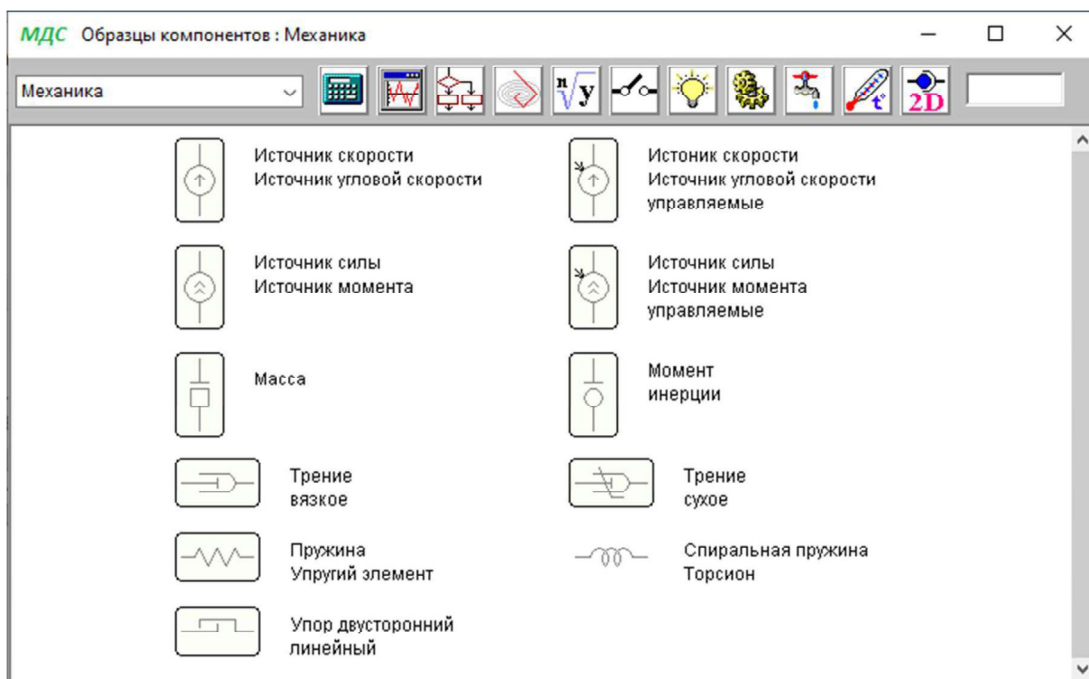 МДС Образцы компонентов : Механика
Механика
n√y
t°
2D
Источник скорости
Источник угловой скорости
Истоник скорости
Источник угловой скорости
управляемые
Источник силы
Источник момента
Источник силы
Источник момента
управляемые
Масса
Момент
инерции
Трение
вязкое
Трение
сухое
Пружина
Упругий элемент
Спиральная пружина
Торсион
Упор двусторонний
линейный